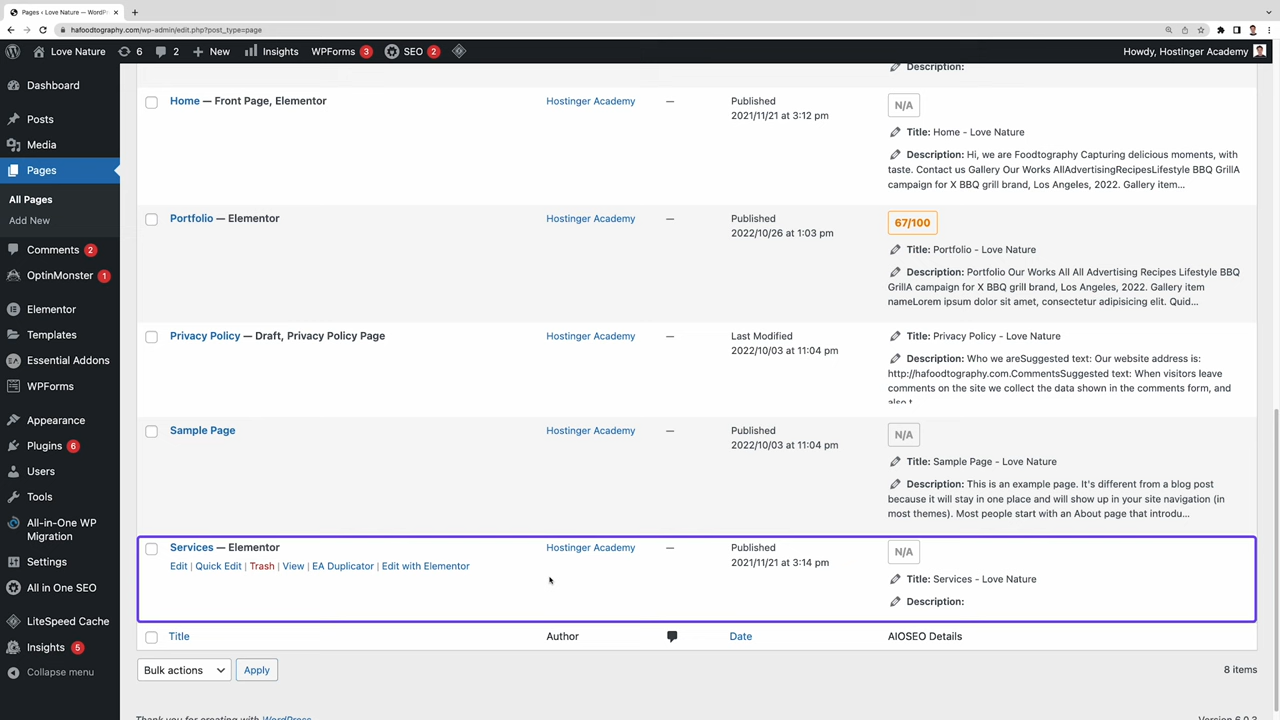 Pages ‹ Love Nature — WordP
hafoodtography.com/wp-admin/edit.php?post_type=page
Love Nature 6 2 New Insights WPForms 3 SEO 2 Howdy, Hostinger Academy
Dashboard
Posts
Media
Pages
All Pages
Add New
Comments 2
OptinMonster 1
Elementor
Templates
Essential Addons
WPForms
Appearance
Plugins 6
Users
Tools
All-in-One WP
Migration
Settings
All in One SEO
LiteSpeed Cache
Insights 5
Collapse menu
Description:
Home — Front Page, Elementor
Hostinger Academy
—
Published
2021/11/21 at 3:12 pm
N/A
Title: Home - Love Nature
Description: Hi, we are Foodtography Capturing delicious moments, with
taste. Contact us Gallery Our Works AllAdvertisingRecipesLifestyle BBQ GrillA
campaign for X BBQ grill brand, Los Angeles, 2022. Gallery item...
Portfolio — Elementor
Hostinger Academy
—
Published
2022/10/26 at 1:03 pm
67/100
Title: Portfolio - Love Nature
Description: Portfolio Our Works All All Advertising Recipes Lifestyle BBQ
GrillA campaign for X BBQ grill brand, Los Angeles, 2022. Gallery item
nameLorem ipsum dolor sit amet, consectetur adipisicing elit. Quid...
Privacy Policy — Draft, Privacy Policy Page
Hostinger Academy
—
Last Modified
2022/10/03 at 11:04 pm
Title: Privacy Policy - Love Nature
Description: Who we areSuggested text: Our website address is:
http://hafoodtography.com.CommentsSuggested text: When visitors leave
comments on the site we collect the data shown in the comments form, and
also t
Sample Page
Hostinger Academy
—
Published
2022/10/03 at 11:04 pm
N/A
Title: Sample Page - Love Nature
Description: This is an example page. It's different from a blog post
because it will stay in one place and will show up in your site navigation (in
most themes). Most people start with an About page that introdu...
Services — Elementor
Edit | Quick Edit | Trash | View | EA Duplicator | Edit with Elementor
Hostinger Academy
—
Published
2021/11/21 at 3:14 pm
N/A
Title: Services - Love Nature
Description:
Title Author Date AIOSEO Details
Bulk actions Apply 8 items
Thank you for creating with WordPress Version 6.0.3